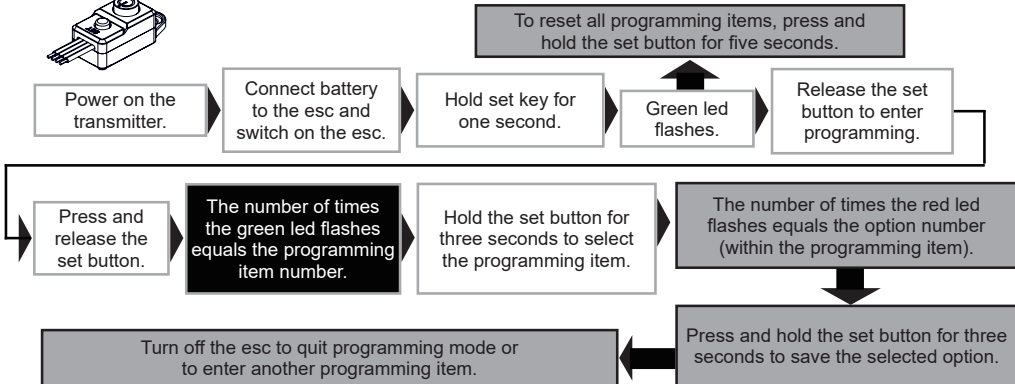 To reset all programming items, press and
hold the set button for five seconds.
Power on the
transmitter.
Connect battery
to the esc and
switch on the esc.
Hold set key for
one second.
Green led
flashes.
Release the set
button to enter
programming.
Press and
release the
set button.
The number of times
the green led flashes
equals the programming
item number.
Hold the set button for
three seconds to select
the programming item.
The number of times the red led
flashes equals the option number
(within the programming item).
Press and hold the set button for three
seconds to save the selected option.
Turn off the esc to quit programming mode or
to enter another programming item.